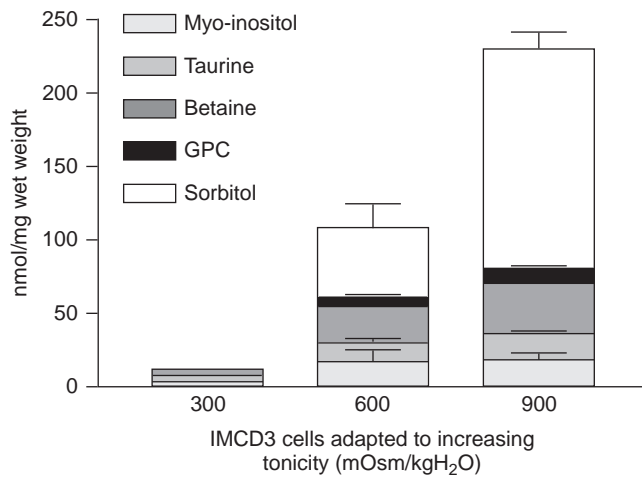 250
200
150
100
50
0
nmol/mg wet weight
Myo-inositol
Taurine
Betaine
GPC
Sorbitol
300 600 900
IMCD3 cells adapted to increasing
tonicity (mOsm/kgH₂O)